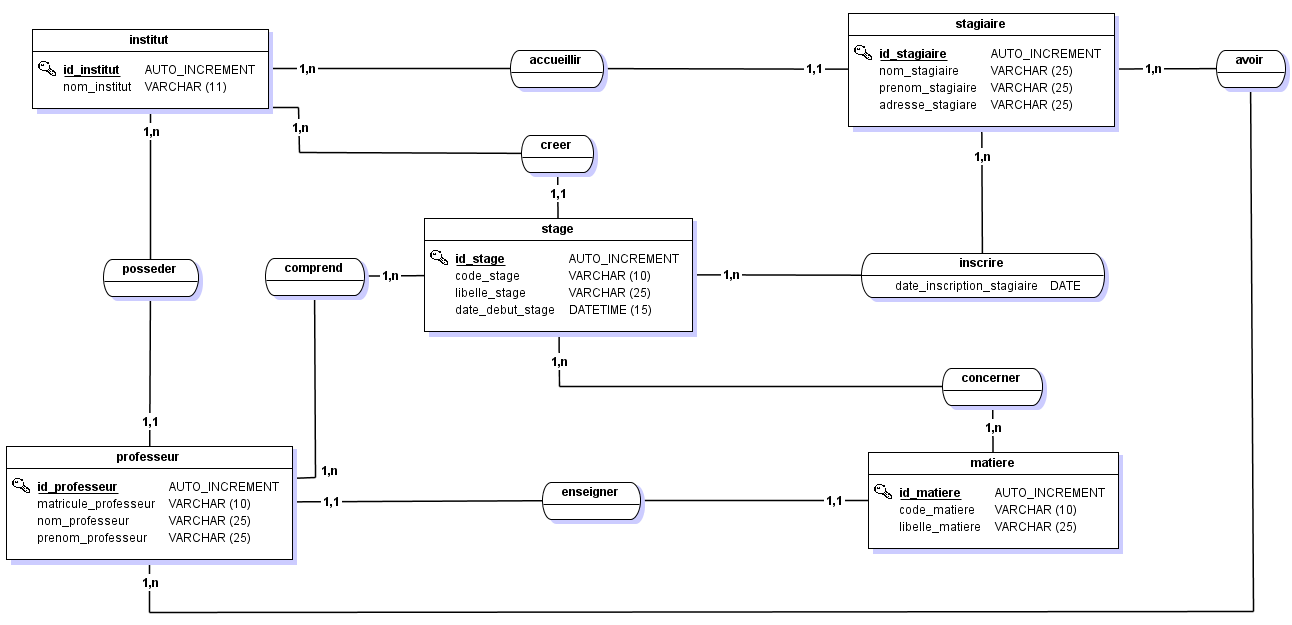 institut
id_institut AUTO_INCREMENT
nom_institut VARCHAR (11)
1,n
accueillir
1,1
stagiaire
id_stagiaire AUTO_INCREMENT
nom_stagiaire VARCHAR (25)
prenom_stagiaire VARCHAR (25)
adresse_stagiare VARCHAR (25)
1,n
avoir
1,n
1,n
creer
1,1
1,n
stage
id_stage AUTO_INCREMENT
code_stage VARCHAR (10)
libelle_stage VARCHAR (25)
date_debut_stage DATETIME (15)
posseder
comprend
1,n
1,n
inscrire
date_inscription_stagiaire DATE
1,n
concerner
1,n
1,1
professeur
id_professeur AUTO_INCREMENT
matricule_professeur VARCHAR (10)
nom_professeur VARCHAR (25)
prenom_professeur VARCHAR (25)
1,n
1,1
enseigner
1,1
matiere
id_matiere AUTO_INCREMENT
code_matiere VARCHAR (10)
libelle_matiere VARCHAR (25)
1,n